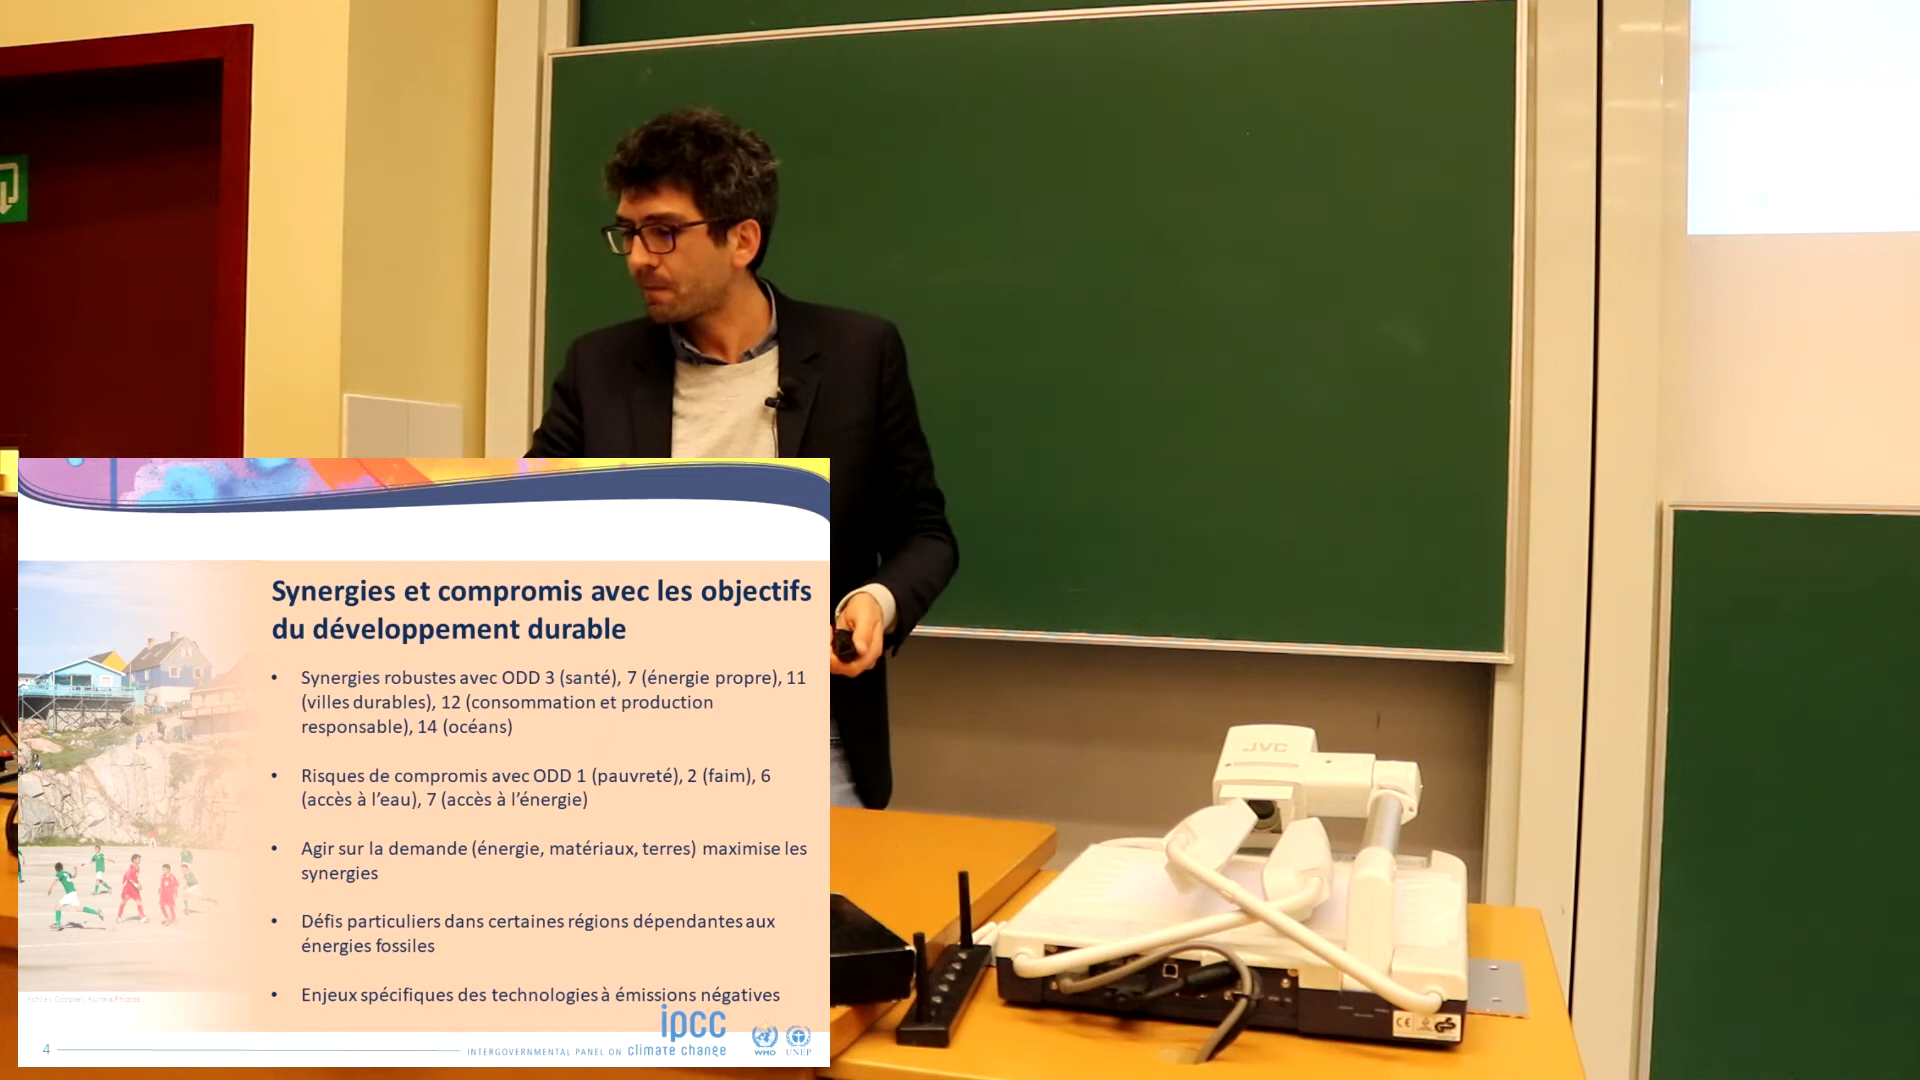 Synergies et compromis avec les objectifs
du développement durable
• Synergies robustes avec ODD 3 (santé), 7 (énergie propre), 11
(villes durables), 12 (consommation et production
responsable), 14 (océans)
• Risques de compromis avec ODD 1 (pauvreté), 2 (faim), 6
(accès à l’eau), 7 (accès à l’énergie)
• Agir sur la demande (énergie, matériaux, terres) maximise les
synergies
• Défis particuliers dans certaines régions dépendantes aux
énergies fossiles
• Enjeux spécifiques des technologies à émissions négatives
Ashley Cooper / Aurora Photos
4
INTERGOVERNMENTAL PANEL ON climate change
ipcc
WMO
UNEP
JVC